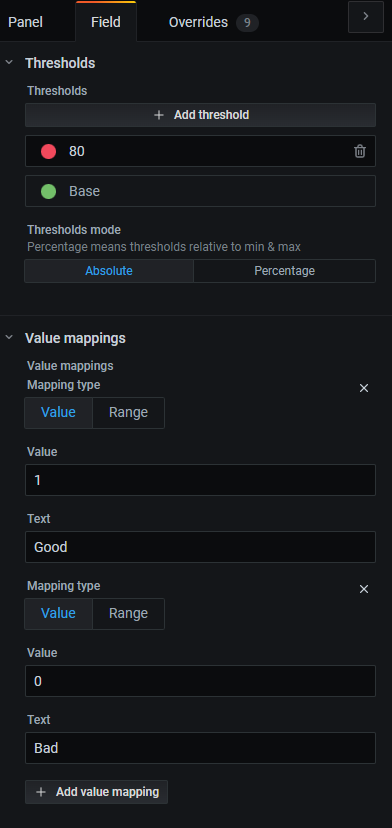 Panel Field Overrides 9
Thresholds
Thresholds
Add threshold
80
Base
Thresholds mode
Percentage means thresholds relative to min & max
Absolute Percentage
Value mappings
Value mappings
Mapping type
Value Range
Value
1
Text
Good
Mapping type
Value Range
Value
0
Text
Bad
Add value mapping